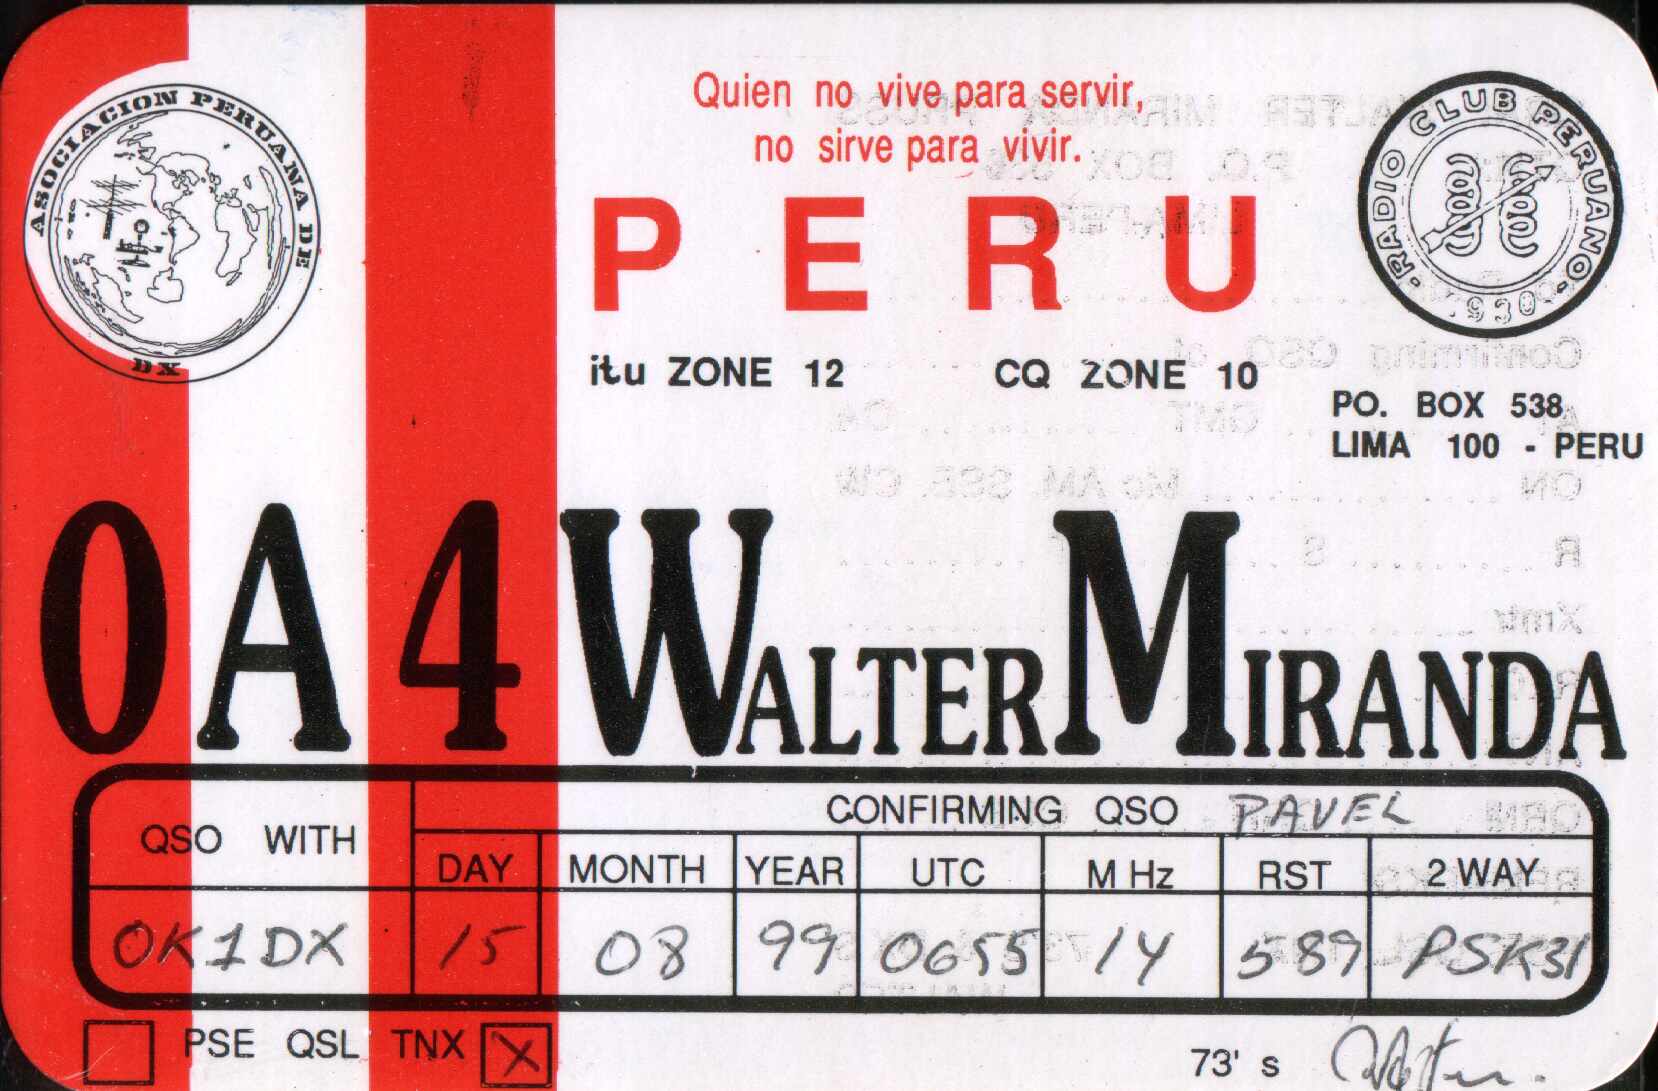 ASOCIACION PERUANA DE DX
Quien no vive para servir,
no sirve para vivir.
RADIO CLUB PERUANO
1930
PERU
itu ZONE 12 CQ ZONE 10
PO. BOX 538
LIMA 100 - PERU
0A4 WALTER MIRANDA
QSO WITH CONFIRMING QSO PAVEL
DAY MONTH YEAR UTC M Hz RST 2 WAY
OK1DX 15 08 99 0655 14 589 PSK31
PSE QSL TNX X
73' s